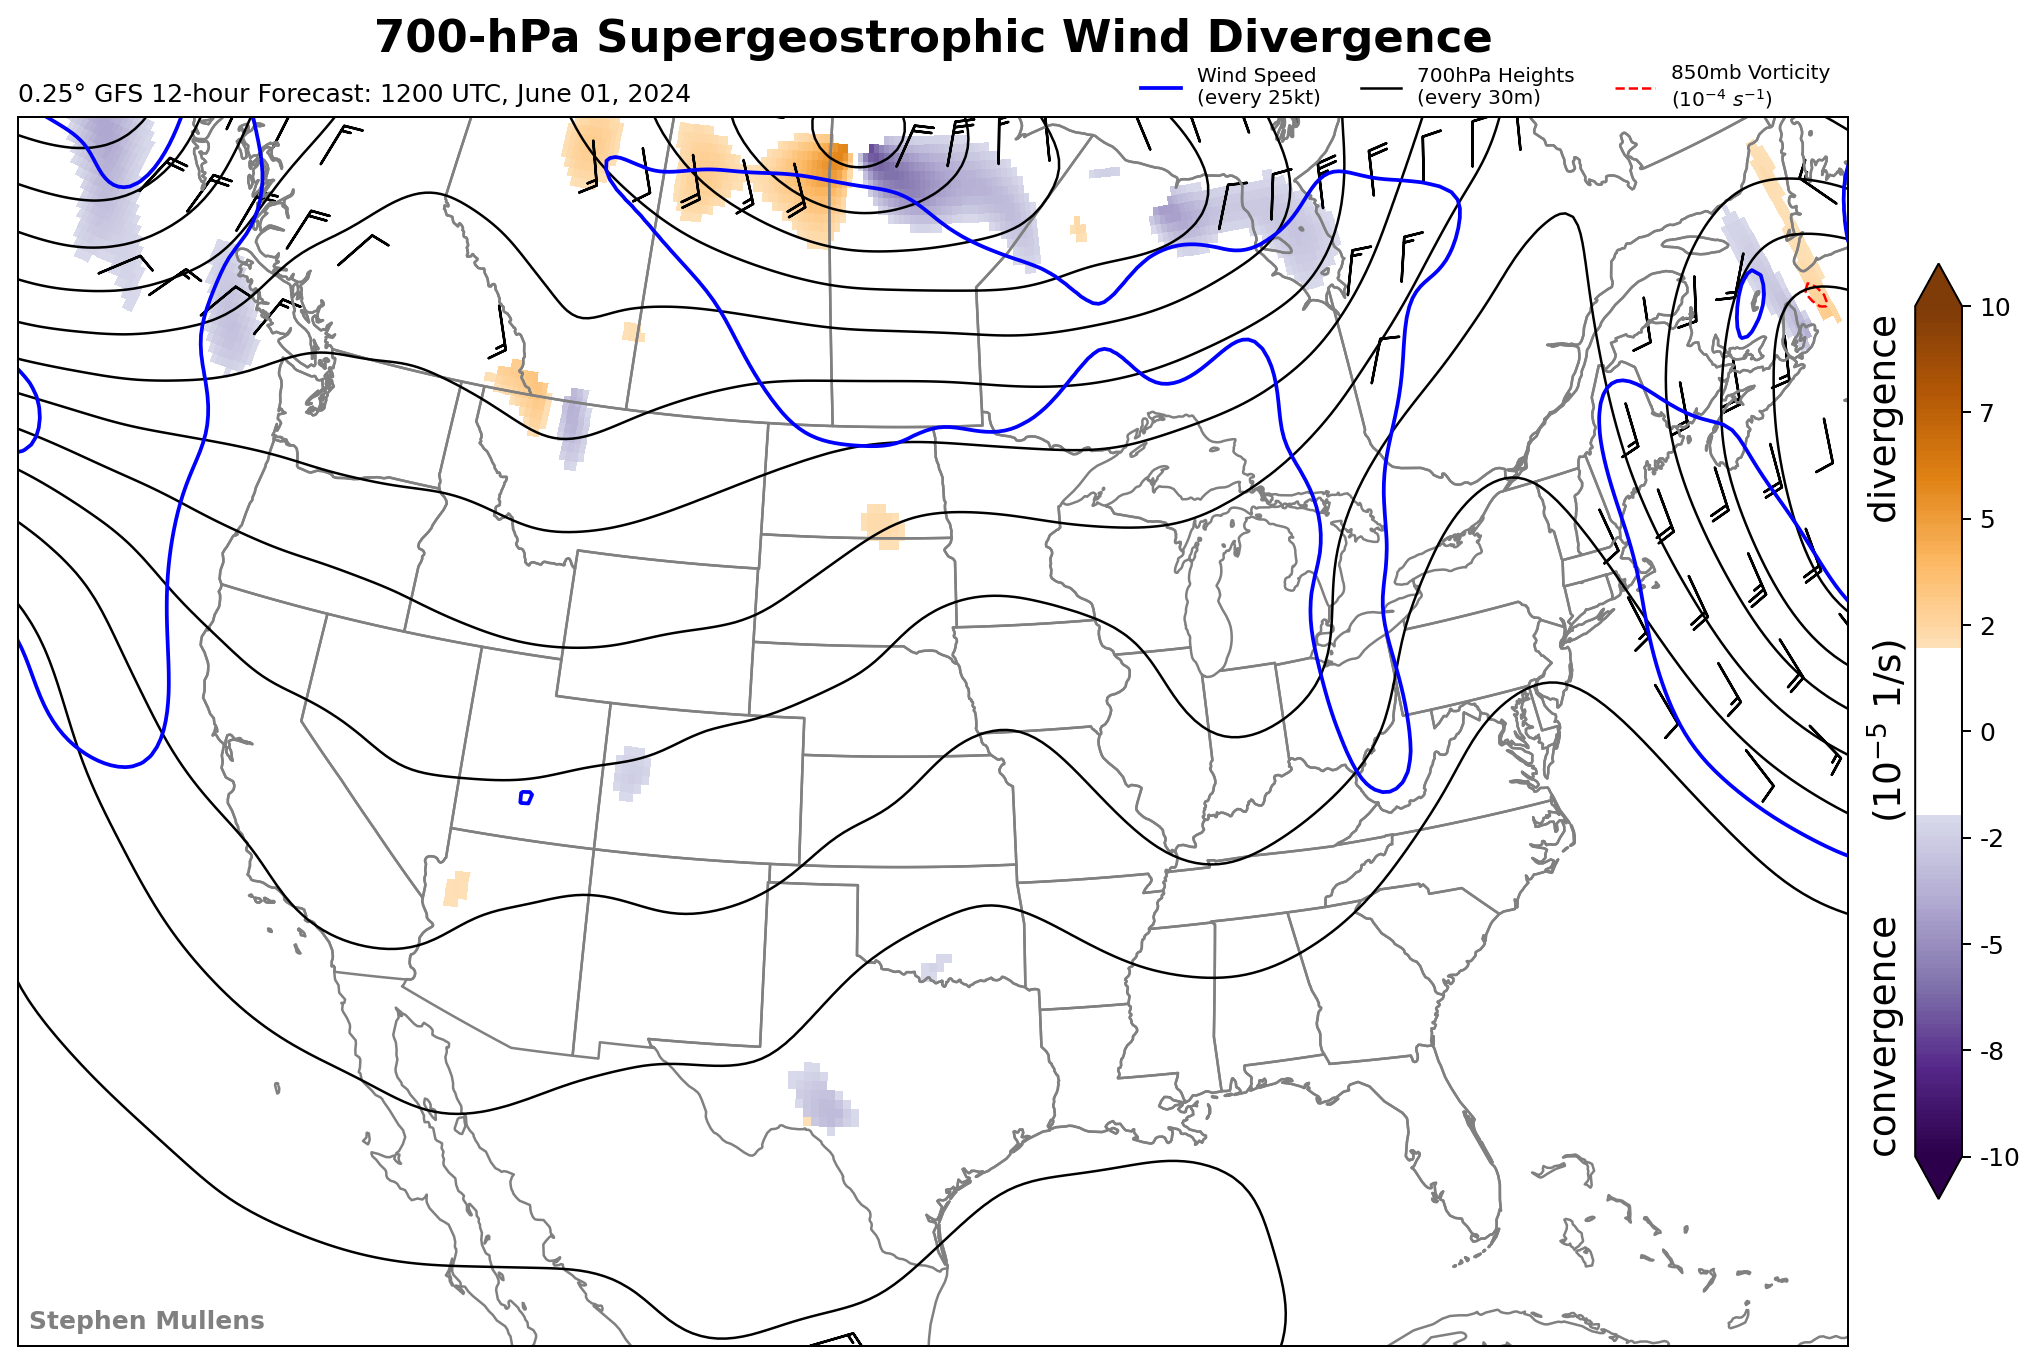 700-hPa Supergeostrophic Wind Divergence
0.25° GFS 12-hour Forecast: 1200 UTC, June 01, 2024
Wind Speed
(every 25kt)
700hPa Heights
(every 30m)
850mb Vorticity
(10⁻⁴ s⁻¹)
10
7
5
2
0
-2
-5
-8
-10
convergence (10⁻⁵ 1/s) divergence
Stephen Mullens